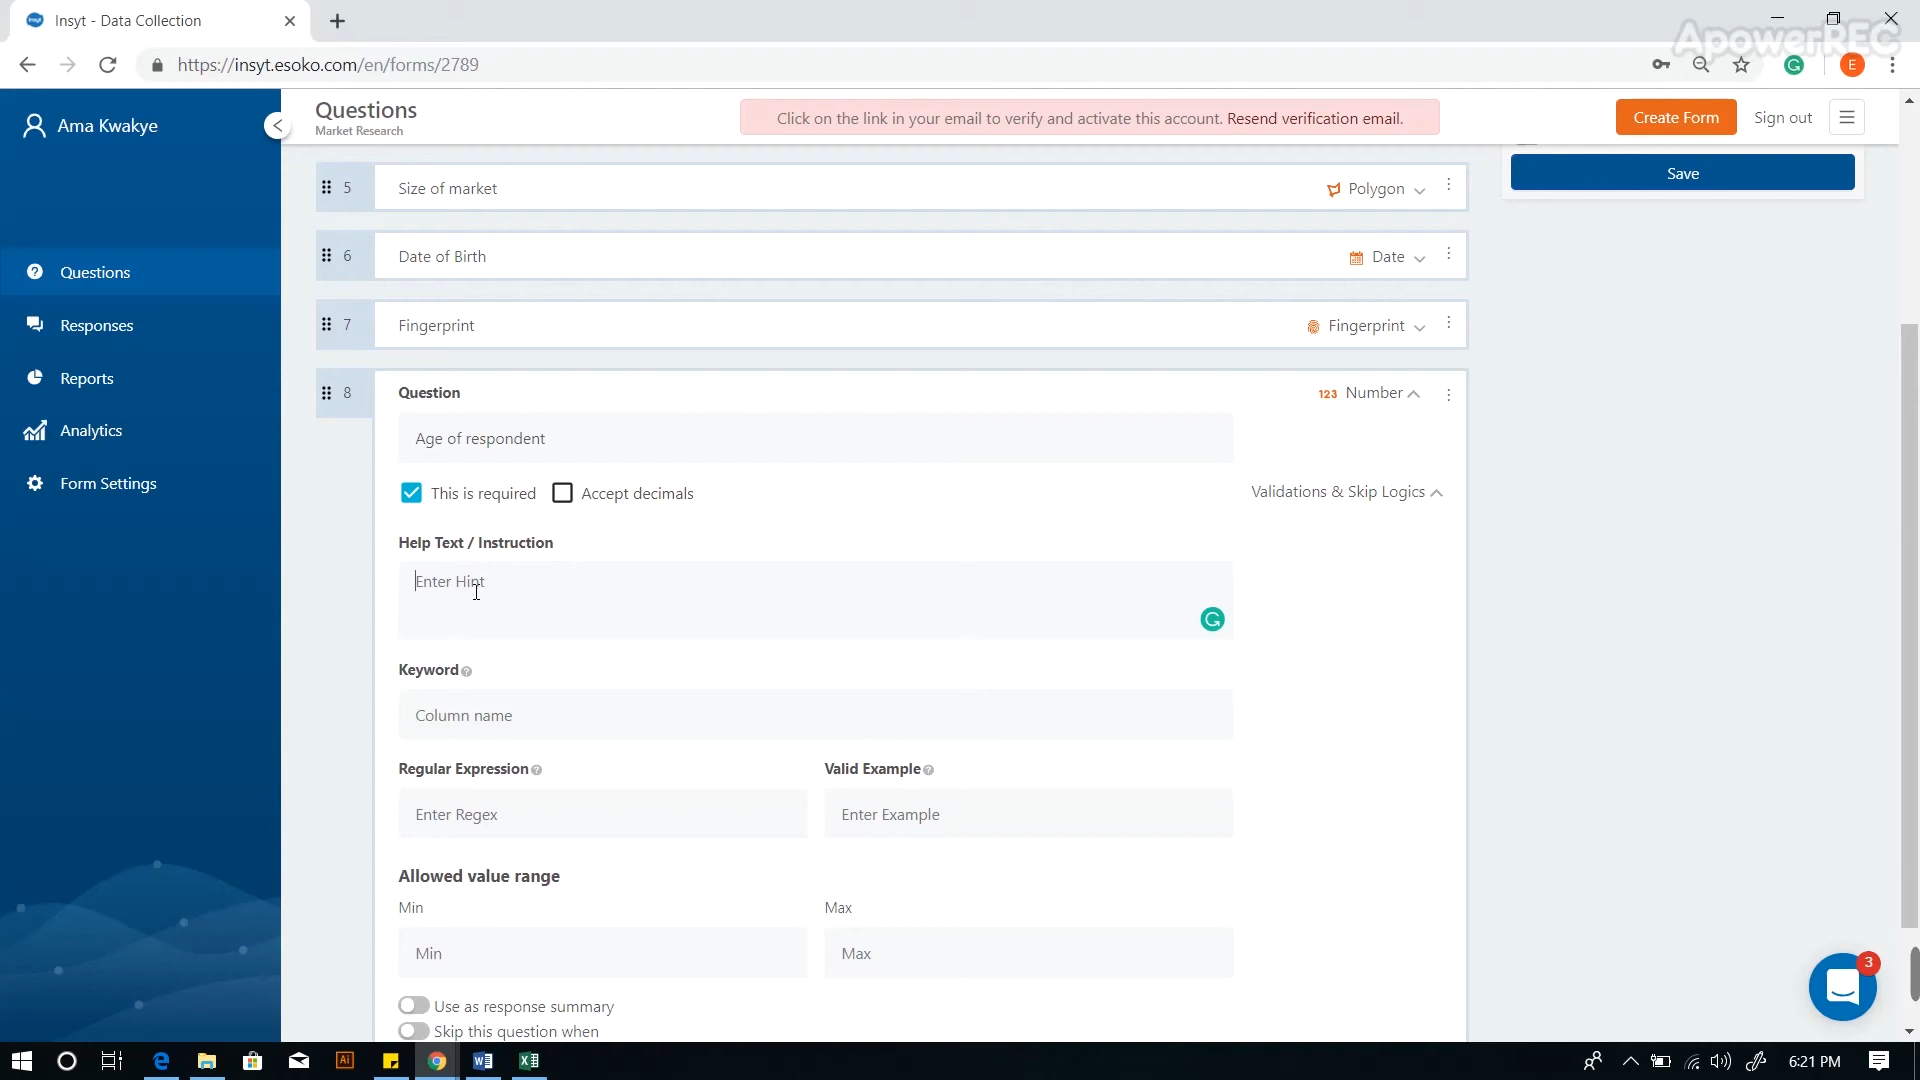 Insyt - Data Collection
ApowerREC
https://insyt.esoko.com/en/forms/2789
E
Ama Kwakye
Questions
Market Research
Click on the link in your email to verify and activate this account. Resend verification email.
Create Form
Sign out
5 Size of market Polygon
Save
6 Date of Birth Date
Questions
Responses
7 Fingerprint Fingerprint
Reports
8 Question 123 Number
Analytics
Age of respondent
Form Settings
This is required Accept decimals Validations & Skip Logics
Help Text / Instruction
Enter Hint
Keyword
Column name
Regular Expression Valid Example
Enter Regex Enter Example
Allowed value range
Min Max
Min Max
3
Use as response summary
Skip this question when
Ai
6:21 PM